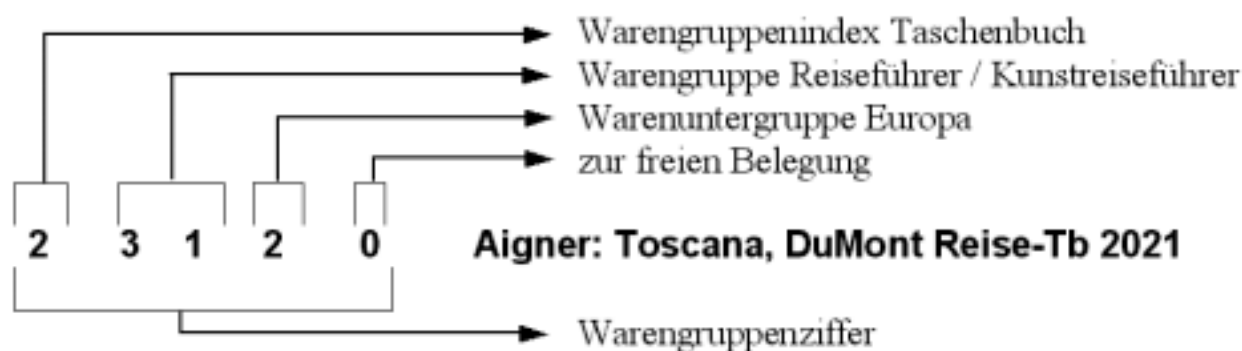 Warengruppenindex Taschenbuch
Warengruppe Reiseführer / Kunstreiseführer
Warenuntergruppe Europa
zur freien Belegung
2 3 1 2 0 Aigner: Toscana, DuMont Reise-Tb 2021
Warengruppenziffer